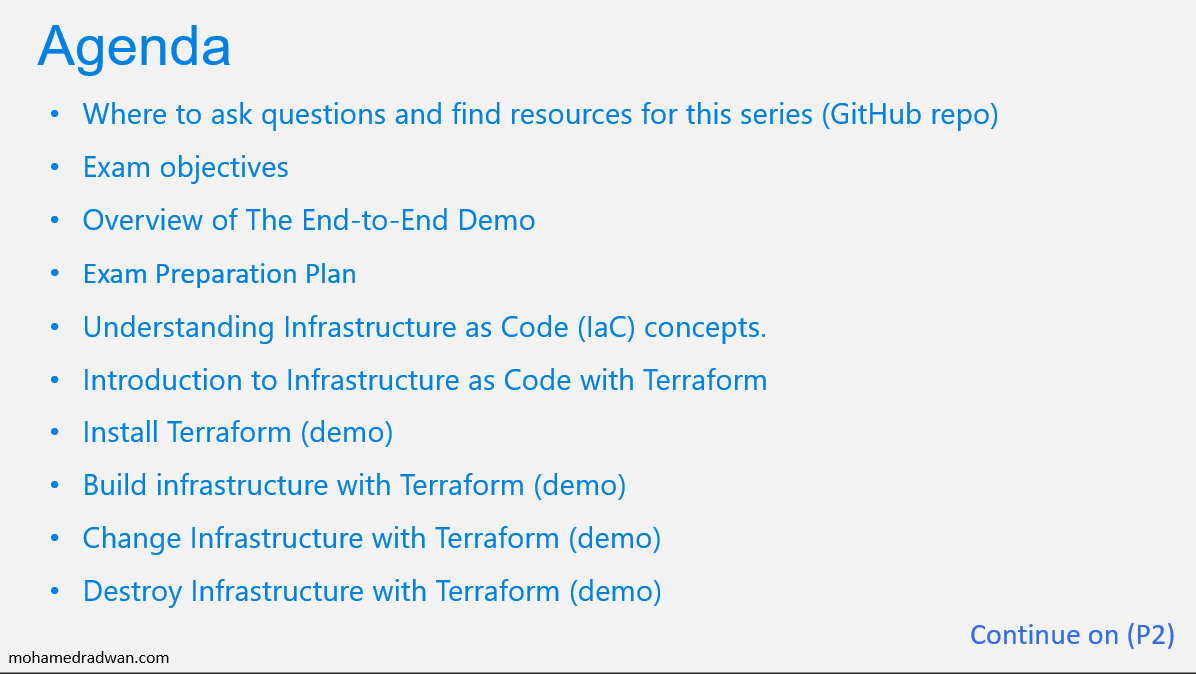 Agenda
• Where to ask questions and find resources for this series (GitHub repo)
• Exam objectives
• Overview of The End-to-End Demo
• Exam Preparation Plan
• Understanding Infrastructure as Code (IaC) concepts.
• Introduction to Infrastructure as Code with Terraform
• Install Terraform (demo)
• Build infrastructure with Terraform (demo)
• Change Infrastructure with Terraform (demo)
• Destroy Infrastructure with Terraform (demo)
Continue on (P2)
mohamedradwan.com